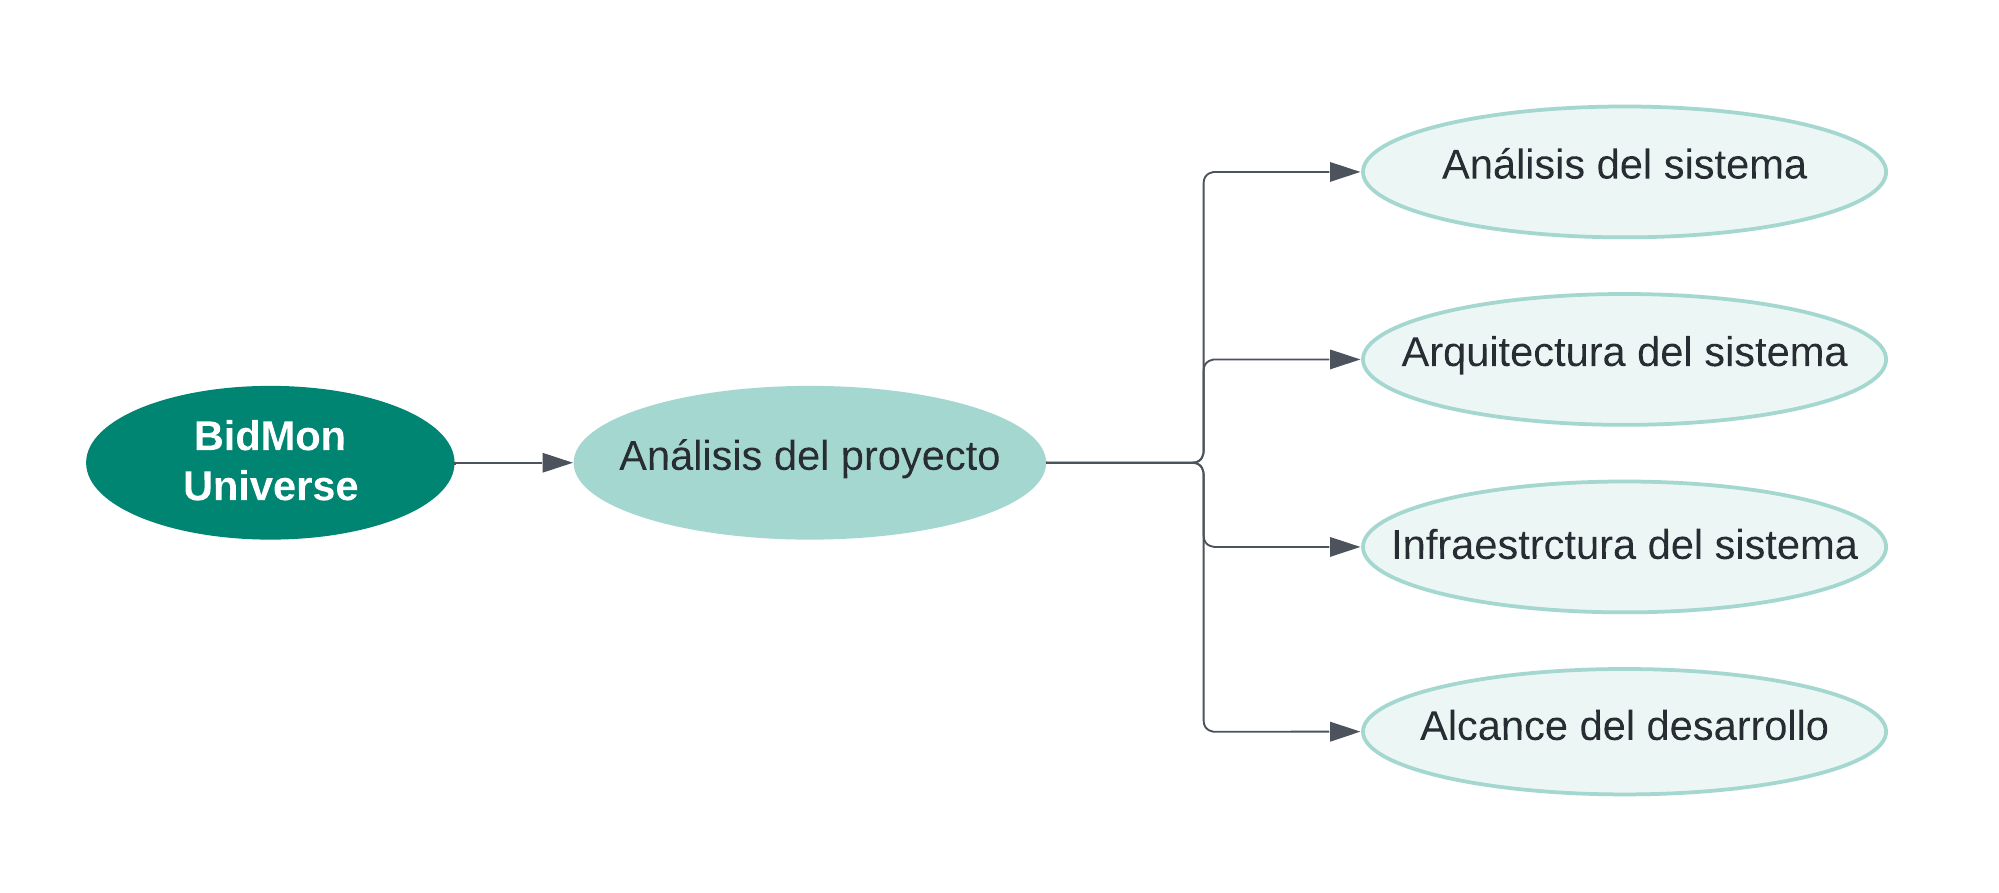 BidMon
Universe
Análisis del proyecto
Análisis del sistema
Arquitectura del sistema
Infraestrctura del sistema
Alcance del desarrollo